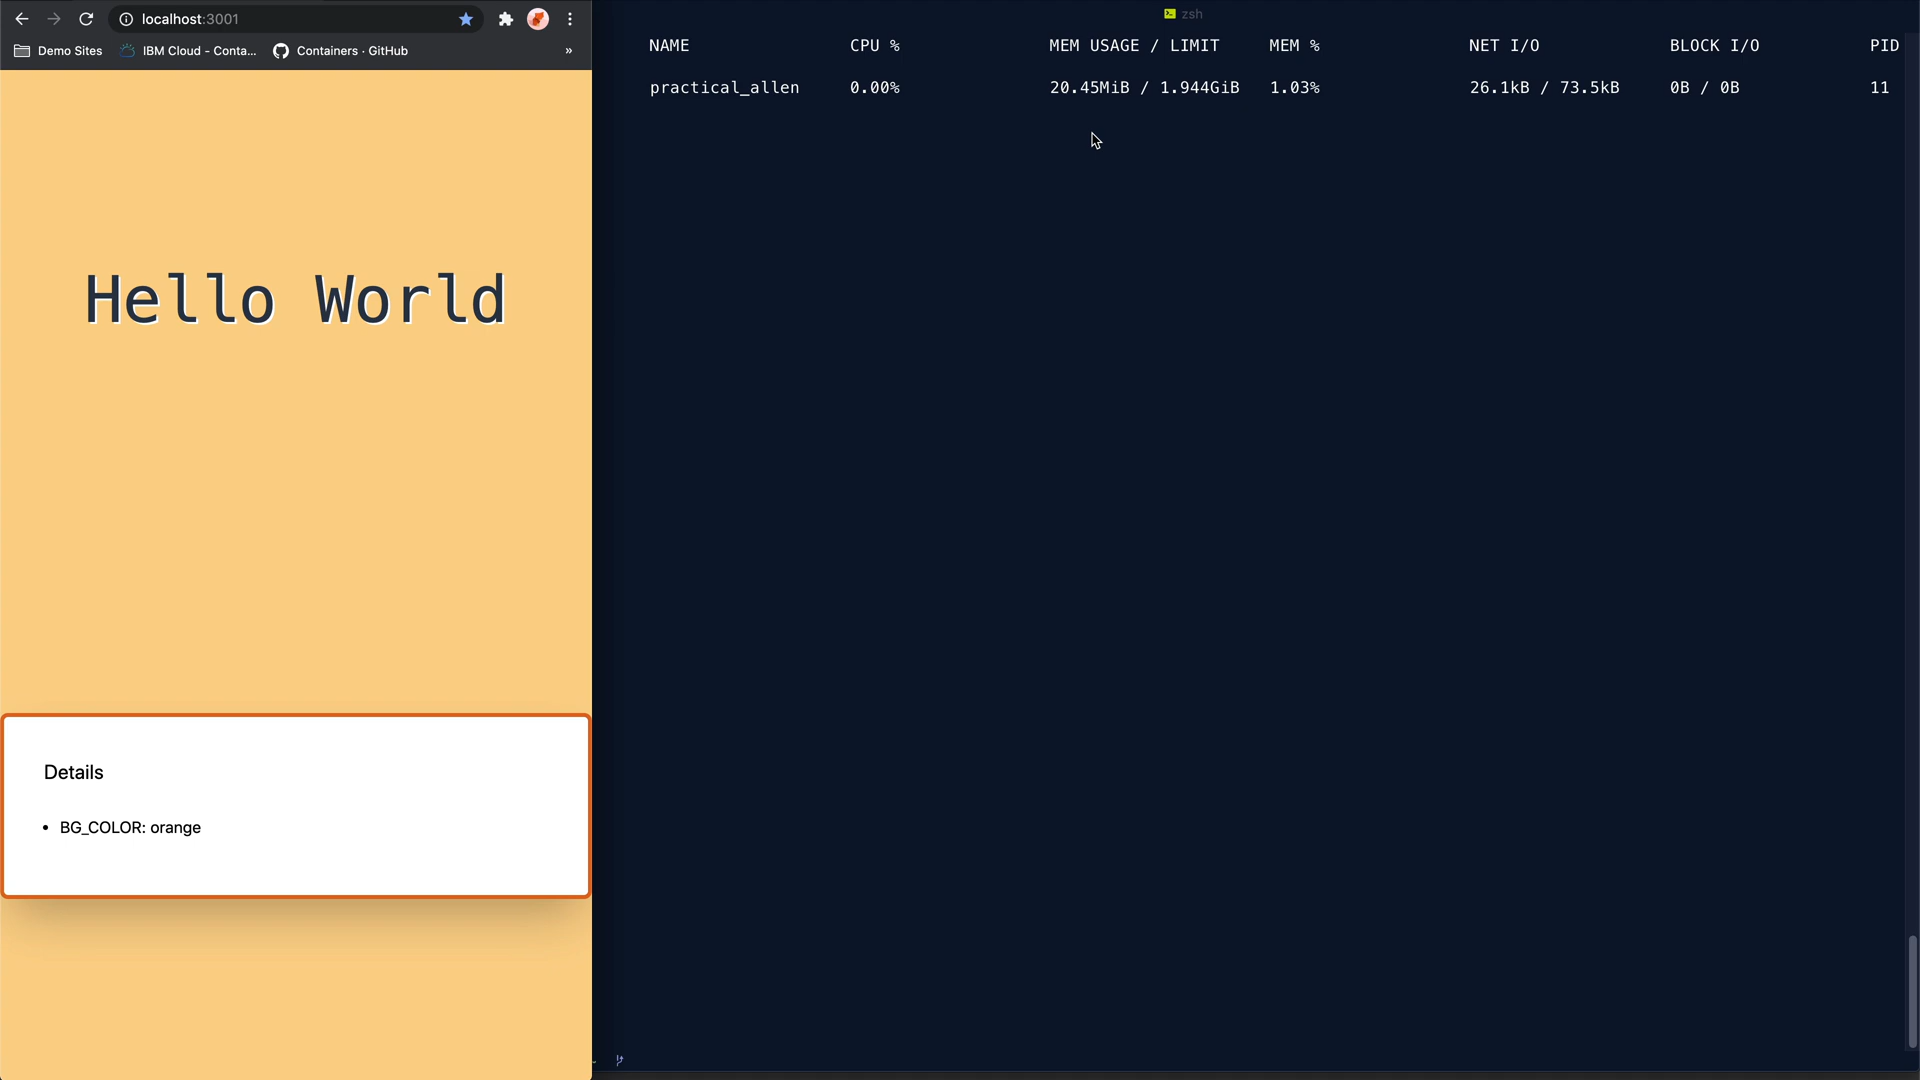 localhost:3001
Demo Sites IBM Cloud - Conta... Containers · GitHub »
Hello World
Details
• BG_COLOR: orange
zsh
NAME CPU % MEM USAGE / LIMIT MEM % NET I/O BLOCK I/O PID
practical_allen 0.00% 20.45MiB / 1.944GiB 1.03% 26.1kB / 73.5kB 0B / 0B 11